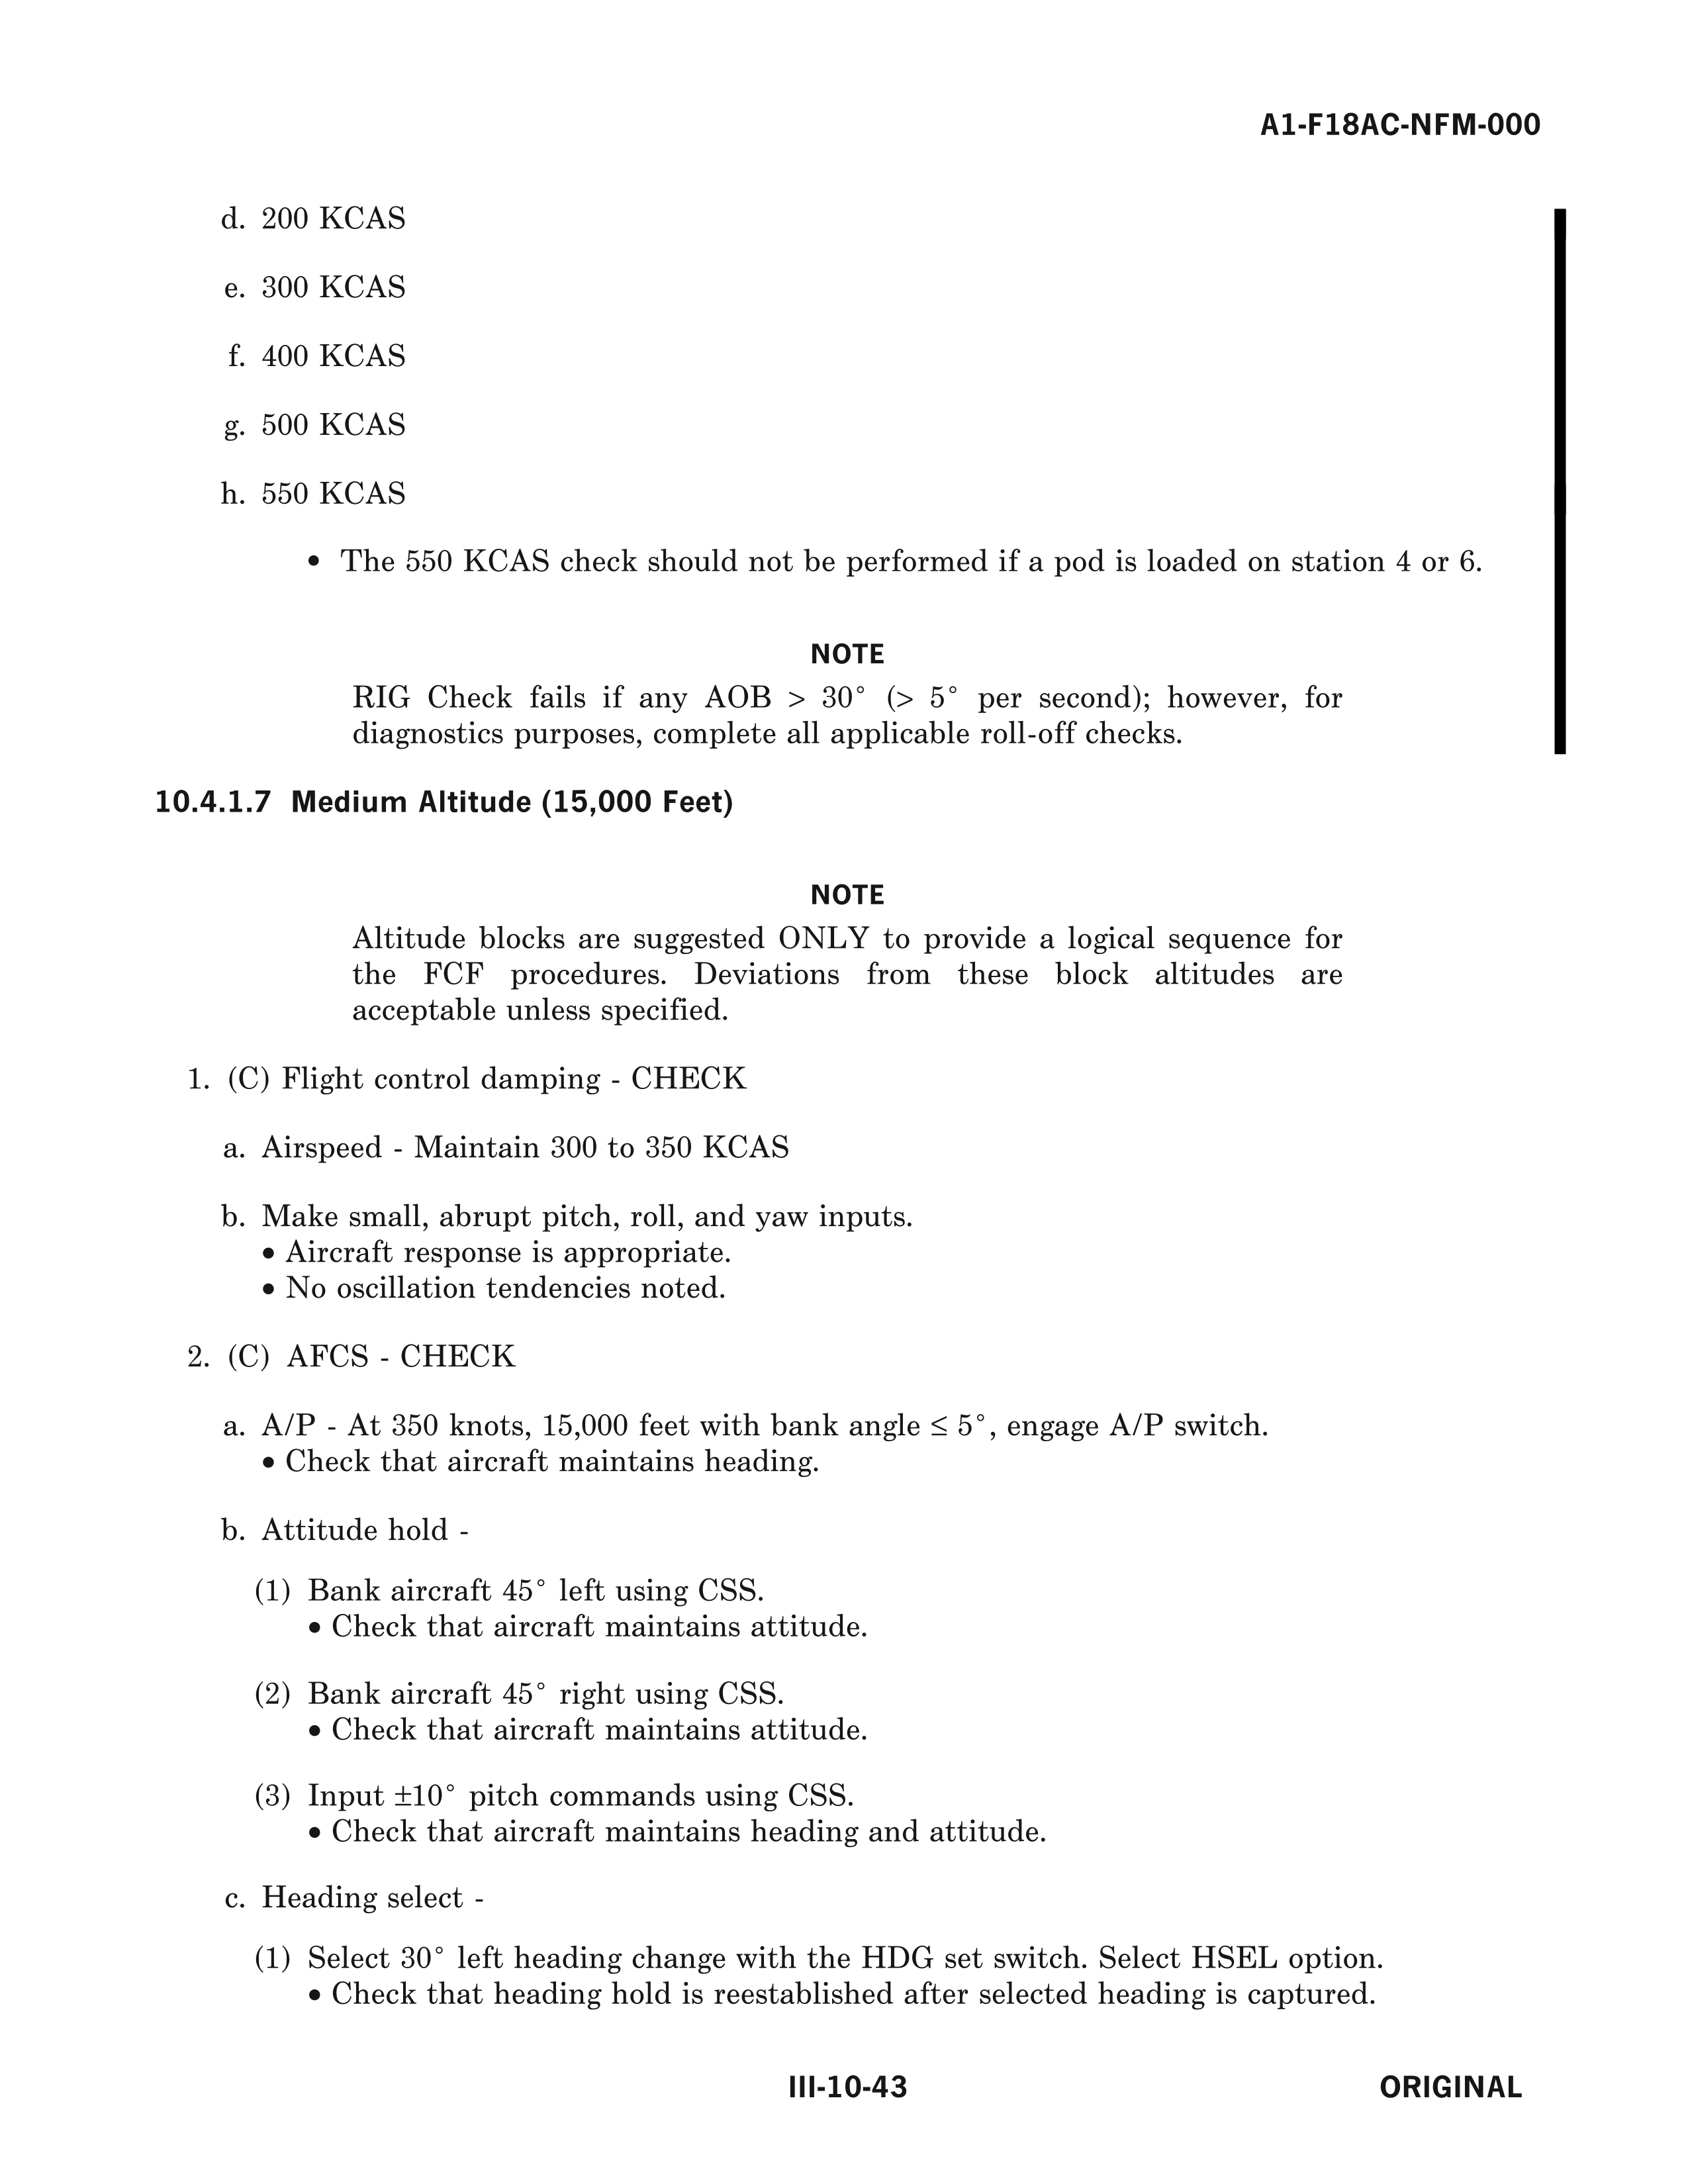 A1-F18AC-NFM-000
d. 200 KCAS
e. 300 KCAS
f. 400 KCAS
g. 500 KCAS
h. 550 KCAS
• The 550 KCAS check should not be performed if a pod is loaded on station 4 or 6.
NOTE
RIG Check fails if any AOB > 30° (> 5° per second); however, for
diagnostics purposes, complete all applicable roll-off checks.
10.4.1.7 Medium Altitude (15,000 Feet)
NOTE
Altitude blocks are suggested ONLY to provide a logical sequence for
the FCF procedures. Deviations from these block altitudes are
acceptable unless specified.
1. (C) Flight control damping - CHECK
a. Airspeed - Maintain 300 to 350 KCAS
b. Make small, abrupt pitch, roll, and yaw inputs.
• Aircraft response is appropriate.
• No oscillation tendencies noted.
2. (C) AFCS - CHECK
a. A/P - At 350 knots, 15,000 feet with bank angle ≤ 5°, engage A/P switch.
• Check that aircraft maintains heading.
b. Attitude hold -
(1) Bank aircraft 45° left using CSS.
• Check that aircraft maintains attitude.
(2) Bank aircraft 45° right using CSS.
• Check that aircraft maintains attitude.
(3) Input ±10° pitch commands using CSS.
• Check that aircraft maintains heading and attitude.
c. Heading select -
(1) Select 30° left heading change with the HDG set switch. Select HSEL option.
• Check that heading hold is reestablished after selected heading is captured.
III-10-43
ORIGINAL